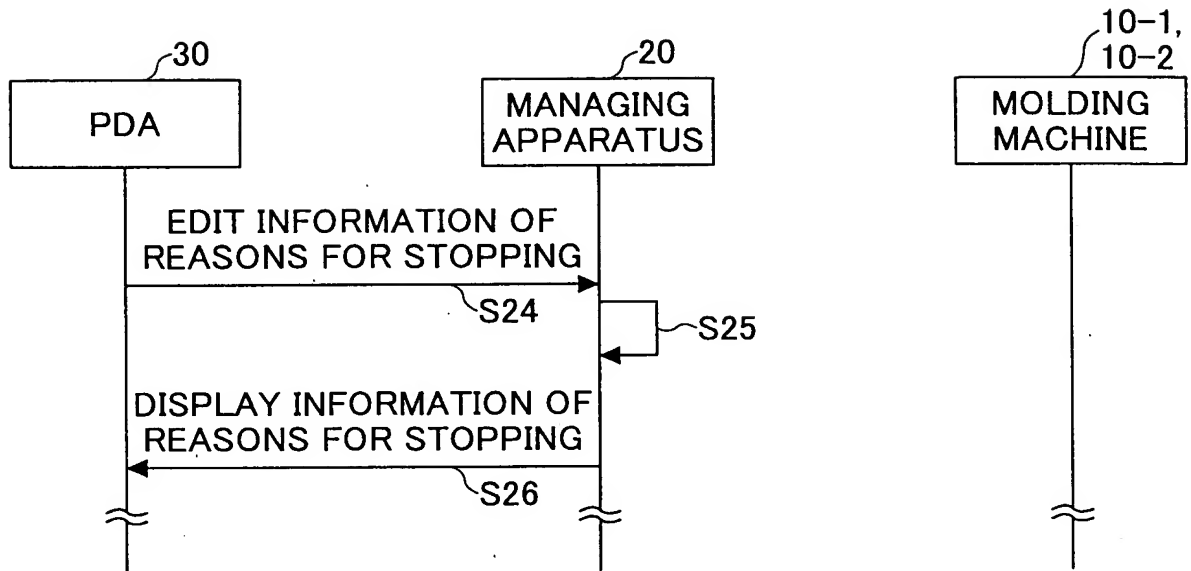 30
PDA
20
MANAGING
APPARATUS
10-1,
10-2
MOLDING
MACHINE
EDIT INFORMATION OF
REASONS FOR STOPPING
S24
S25
DISPLAY INFORMATION OF
REASONS FOR STOPPING
S26